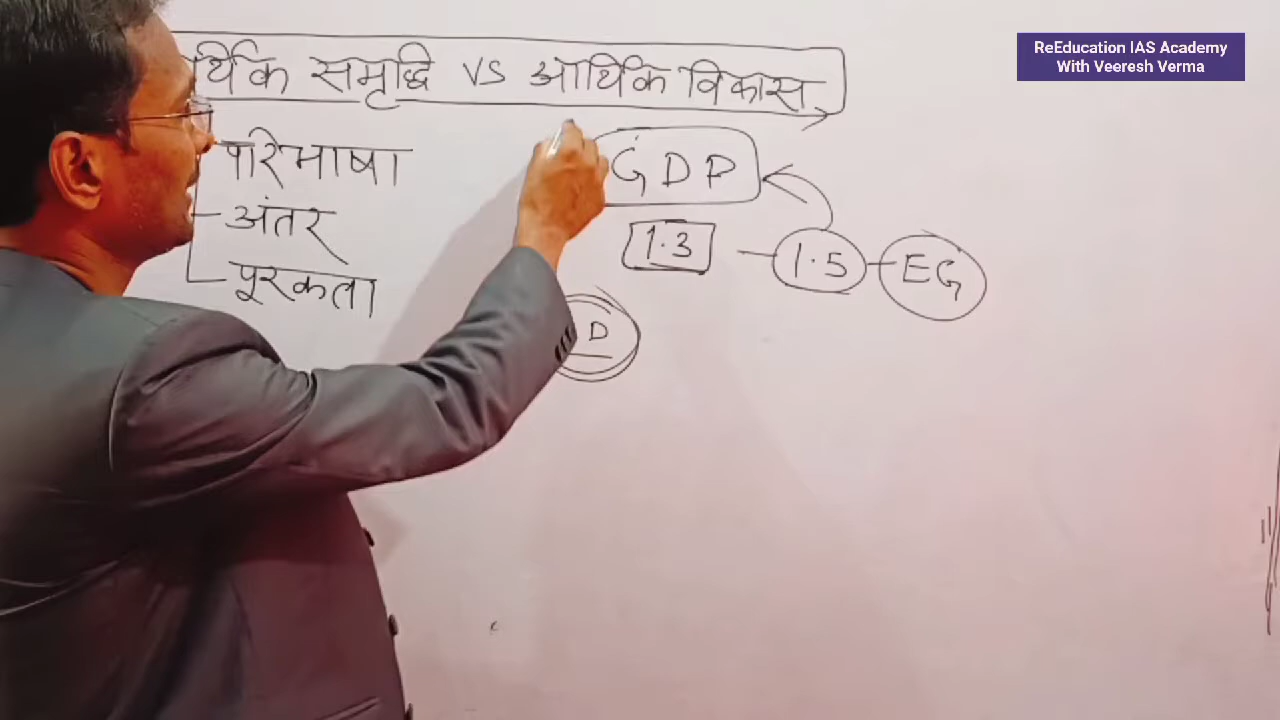 ReEducation IAS Academy
With Veeresh Verma
र्थिक समृद्धि VS आर्थिक विकास
परिभाषा
GDP
अंतर
1.3 1.5 EG
पूरकता
D